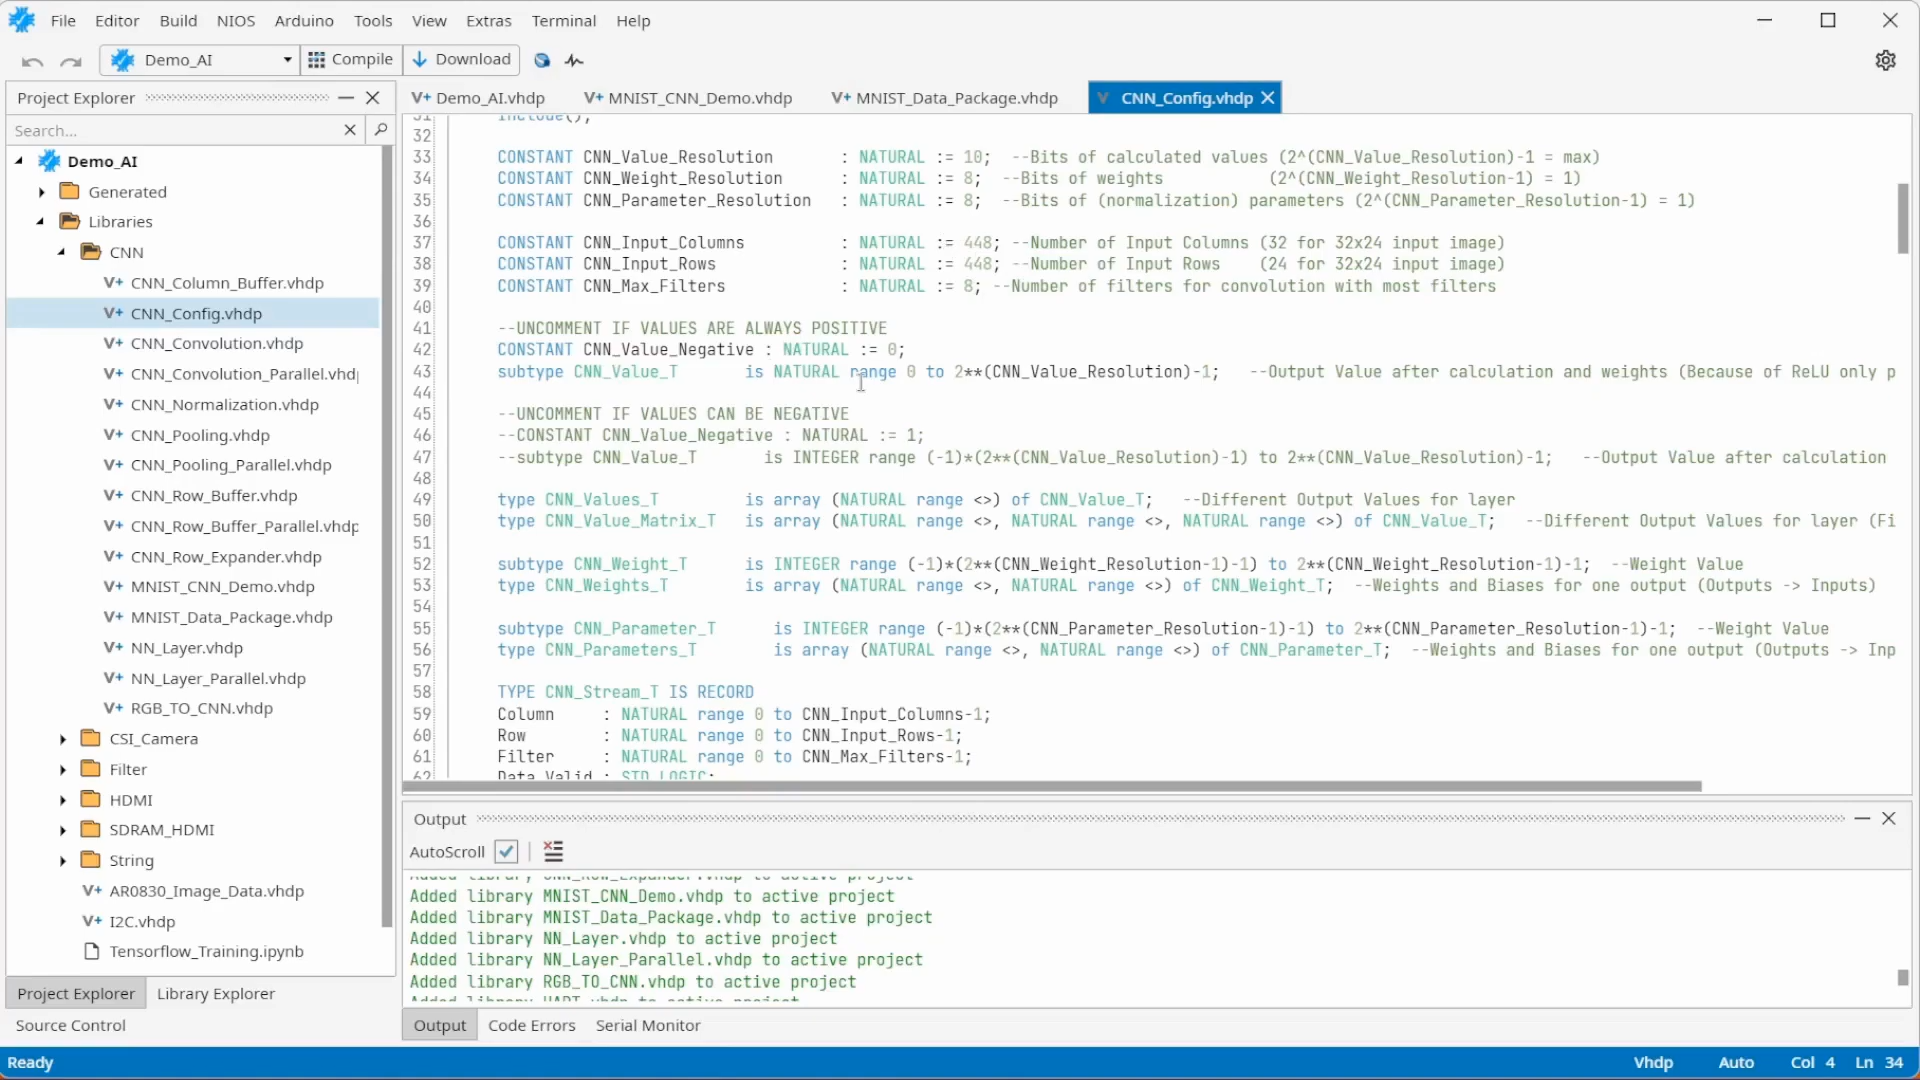 File Edit Build NIOS Arduino Tools View Extras Terminal Help
Demo_AI Compile Download
Project Explorer
Search...
Demo_AI
Generated
Libraries
CNN
CNN_Column_Buffer.vhdp
CNN_Config.vhdp
CNN_Convolution.vhdp
CNN_Convolution_Parallel.vhd
CNN_Normalization.vhdp
CNN_Pooling.vhdp
CNN_Pooling_Parallel.vhdp
CNN_Row_Buffer.vhdp
CNN_Row_Buffer_Parallel.vhdp
CNN_Row_Expander.vhdp
MNIST_CNN_Demo.vhdp
MNIST_Data_Package.vhdp
NN_Layer.vhdp
NN_Layer_Parallel.vhdp
RGB_TO_CNN.vhdp
CSI_Camera
Filter
HDMI
SDRAM_HDMI
String
AR0830_Image_Data.vhdp
I2C.vhdp
Tensorflow_Training.ipynb
Project Explorer Library Explorer
Source Control
Demo_AI.vhdp MNIST_CNN_Demo.vhdp MNIST_Data_Package.vhdp CNN_Config.vhdp
31 include();
32
33 CONSTANT CNN_Value_Resolution : NATURAL := 10; --Bits of calculated values (2^(CNN_Value_Resolution)-1 = max)
34 CONSTANT CNN_Weight_Resolution : NATURAL := 8; --Bits of weights (2^(CNN_Weight_Resolution-1) = 1)
35 CONSTANT CNN_Parameter_Resolution : NATURAL := 8; --Bits of (normalization) parameters (2^(CNN_Parameter_Resolution-1) = 1)
36
37 CONSTANT CNN_Input_Columns : NATURAL := 448; --Number of Input Columns (32 for 32x24 input image)
38 CONSTANT CNN_Input_Rows : NATURAL := 448; --Number of Input Rows (24 for 32x24 input image)
39 CONSTANT CNN_Max_Filters : NATURAL := 8; --Number of filters for convolution with most filters
40
41 --UNCOMMENT IF VALUES ARE ALWAYS POSITIVE
42 CONSTANT CNN_Value_Negative : NATURAL := 0;
43 subtype CNN_Value_T is NATURAL range 0 to 2**(CNN_Value_Resolution)-1; --Output Value after calculation and weights (Because of ReLU only p
44
45 --UNCOMMENT IF VALUES CAN BE NEGATIVE
46 --CONSTANT CNN_Value_Negative : NATURAL := 1;
47 --subtype CNN_Value_T is INTEGER range (-1)*(2**(CNN_Value_Resolution)-1) to 2**(CNN_Value_Resolution)-1; --Output Value after calculation
48
49 type CNN_Values_T is array (NATURAL range <>) of CNN_Value_T; --Different Output Values for layer
50 type CNN_Value_Matrix_T is array (NATURAL range <>, NATURAL range <>, NATURAL range <>) of CNN_Value_T; --Different Output Values for layer (Fi
51
52 subtype CNN_Weight_T is INTEGER range (-1)*(2**(CNN_Weight_Resolution-1)-1) to 2**(CNN_Weight_Resolution-1)-1; --Weight Value
53 type CNN_Weights_T is array (NATURAL range <>, NATURAL range <>) of CNN_Weight_T; --Weights and Biases for one output (Outputs -> Inputs)
54
55 subtype CNN_Parameter_T is INTEGER range (-1)*(2**(CNN_Parameter_Resolution-1)-1) to 2**(CNN_Parameter_Resolution-1)-1; --Weight Value
56 type CNN_Parameters_T is array (NATURAL range <>, NATURAL range <>) of CNN_Parameter_T; --Weights and Biases for one output (Outputs -> Inp
57
58 TYPE CNN_Stream_T IS RECORD
59 Column : NATURAL range 0 to CNN_Input_Columns-1;
60 Row : NATURAL range 0 to CNN_Input_Rows-1;
61 Filter : NATURAL range 0 to CNN_Max_Filters-1;
62 Data_Valid : STD_LOGIC;
Output
AutoScroll
Added library CNN_Row_Expander.vhdp to active project
Added library MNIST_CNN_Demo.vhdp to active project
Added library MNIST_Data_Package.vhdp to active project
Added library NN_Layer.vhdp to active project
Added library NN_Layer_Parallel.vhdp to active project
Added library RGB_TO_CNN.vhdp to active project
Added library UART.vhdp to active project
Output Code Errors Serial Monitor
Ready Vhdp Auto Col 4 Ln 34